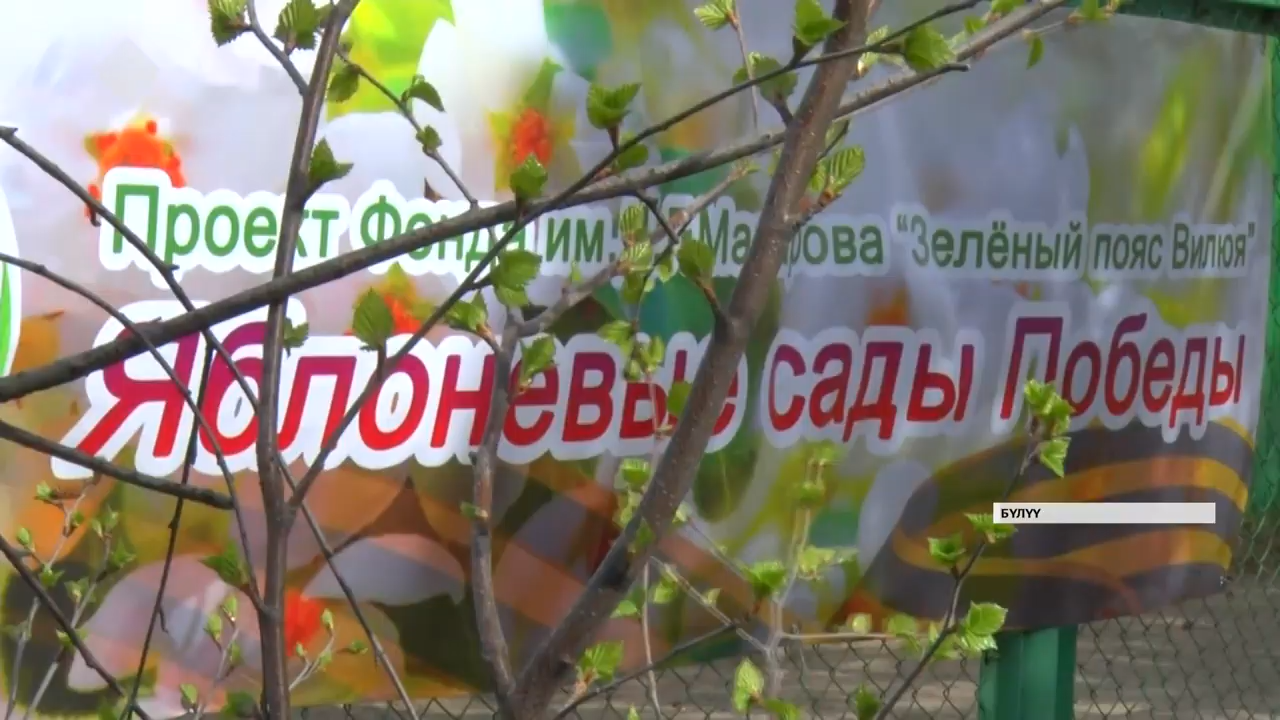 Проект Фонда им. "Зелёный пояс Вилюя"
Яблоневые сады Победы
БҮЛҮҮ